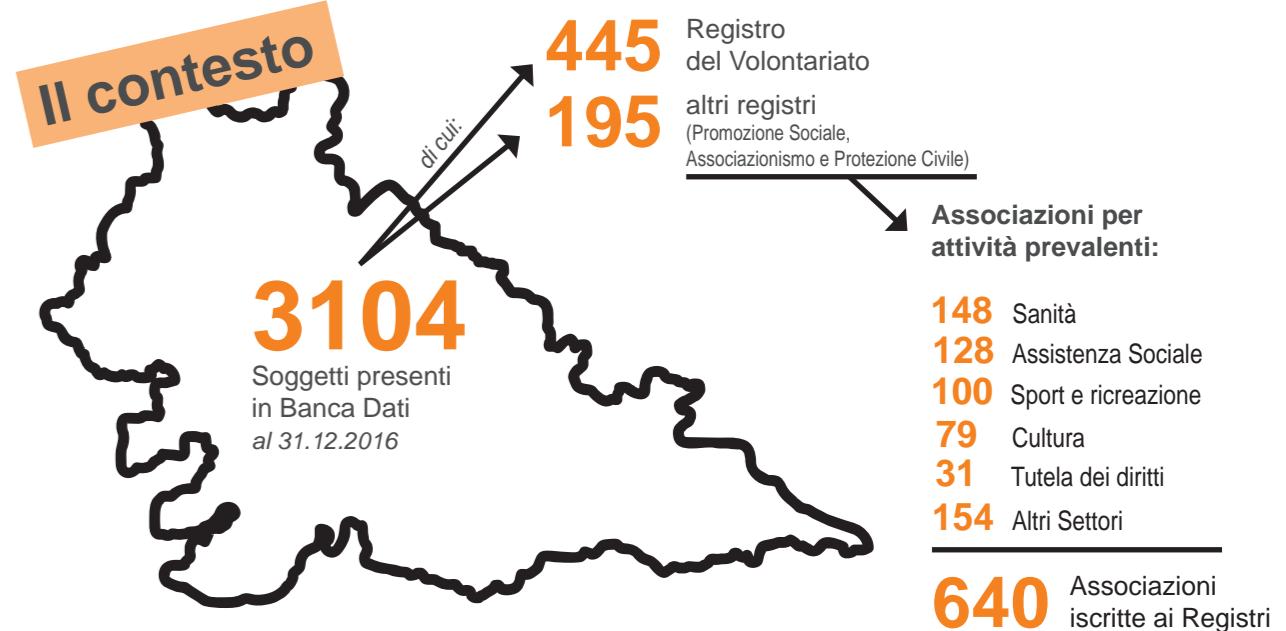 Il contesto
445 Registro
del Volontariato
195 altri registri
(Promozione Sociale,
Associazionismo e Protezione Civile)
di cui:
3104
Soggetti presenti
in Banca Dati
al 31.12.2016
Associazioni per
attività prevalenti:
148 Sanità
128 Assistenza Sociale
100 Sport e ricreazione
79 Cultura
31 Tutela dei diritti
154 Altri Settori
640 Associazioni
iscritte ai Registri